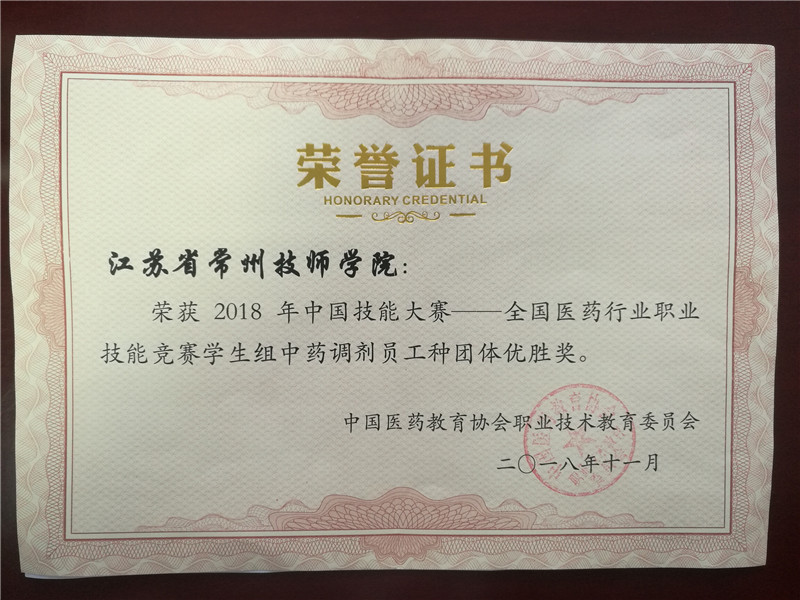 荣誉证书
HONORARY CREDENTIAL
江苏省常州技师学院：
荣获 2018 年中国技能大赛——全国医药行业职业
技能竞赛学生组中药调剂员工种团体优胜奖。
中国医药教育协会职业技术教育委员会
二〇一八年十一月